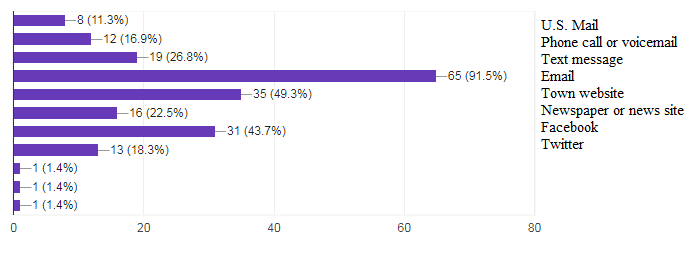 8 (11.3%)
12 (16.9%)
19 (26.8%)
65 (91.5%)
35 (49.3%)
16 (22.5%)
31 (43.7%)
13 (18.3%)
1 (1.4%)
1 (1.4%)
1 (1.4%)
0 20 40 60 80
U.S. Mail
Phone call or voicemail
Text message
Email
Town website
Newspaper or news site
Facebook
Twitter